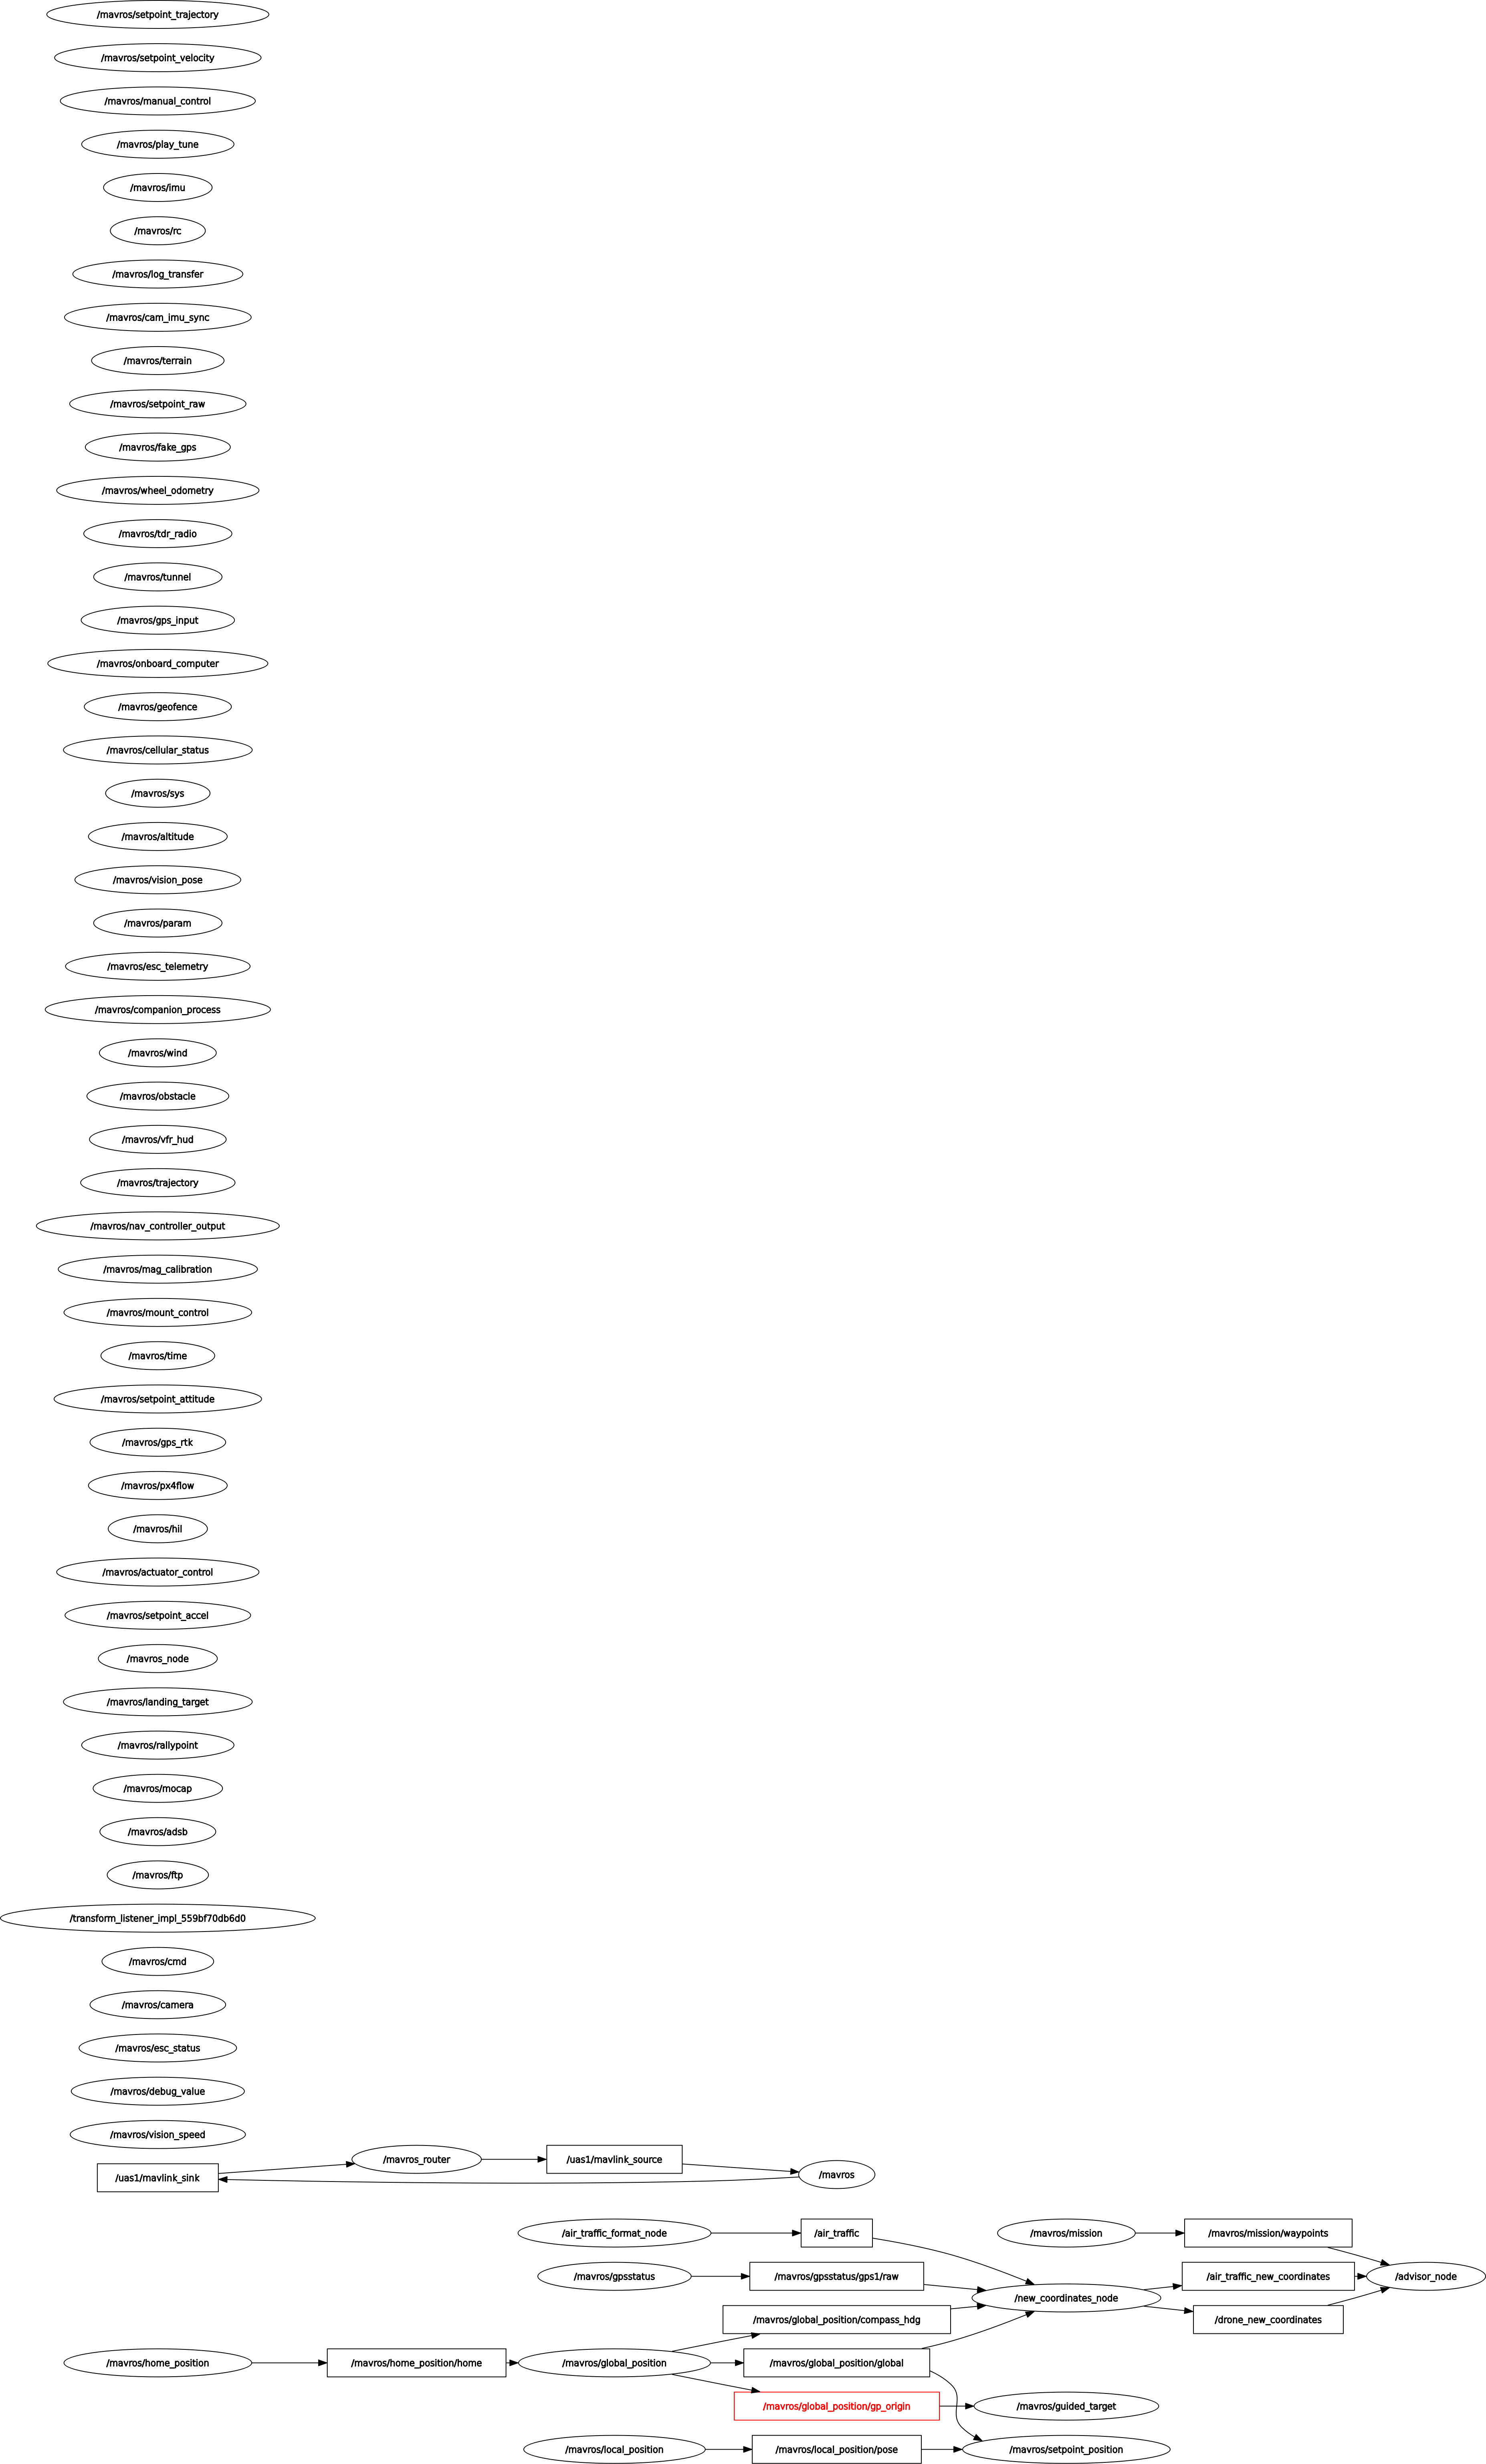 /mavros/setpoint_trajectory
/mavros/setpoint_velocity
/mavros/manual_control
/mavros/play_tune
/mavros/imu
/mavros/rc
/mavros/log_transfer
/mavros/cam_imu_sync
/mavros/terrain
/mavros/setpoint_raw
/mavros/fake_gps
/mavros/wheel_odometry
/mavros/tdr_radio
/mavros/tunnel
/mavros/gps_input
/mavros/onboard_computer
/mavros/geofence
/mavros/cellular_status
/mavros/sys
/mavros/altitude
/mavros/vision_pose
/mavros/param
/mavros/esc_telemetry
/mavros/companion_process
/mavros/wind
/mavros/obstacle
/mavros/vfr_hud
/mavros/trajectory
/mavros/nav_controller_output
/mavros/mag_calibration
/mavros/mount_control
/mavros/time
/mavros/setpoint_attitude
/mavros/gps_rtk
/mavros/px4flow
/mavros/hil
/mavros/actuator_control
/mavros/setpoint_accel
/mavros_node
/mavros/landing_target
/mavros/rallypoint
/mavros/mocap
/mavros/adsb
/mavros/ftp
/transform_listener_impl_559bf70db6d0
/mavros/cmd
/mavros/camera
/mavros/esc_status
/mavros/debug_value
/mavros/vision_speed
/uas1/mavlink_sink
/mavros_router
/uas1/mavlink_source
/mavros
/air_traffic_format_node
/air_traffic
/mavros/mission
/mavros/mission/waypoints
/mavros/gpsstatus
/mavros/gpsstatus/gps1/raw
/new_coordinates_node
/air_traffic_new_coordinates
/advisor_node
/mavros/global_position/compass_hdg
/drone_new_coordinates
/mavros/home_position
/mavros/home_position/home
/mavros/global_position
/mavros/global_position/global
/mavros/global_position/gp_origin
/mavros/guided_target
/mavros/local_position
/mavros/local_position/pose
/mavros/setpoint_position